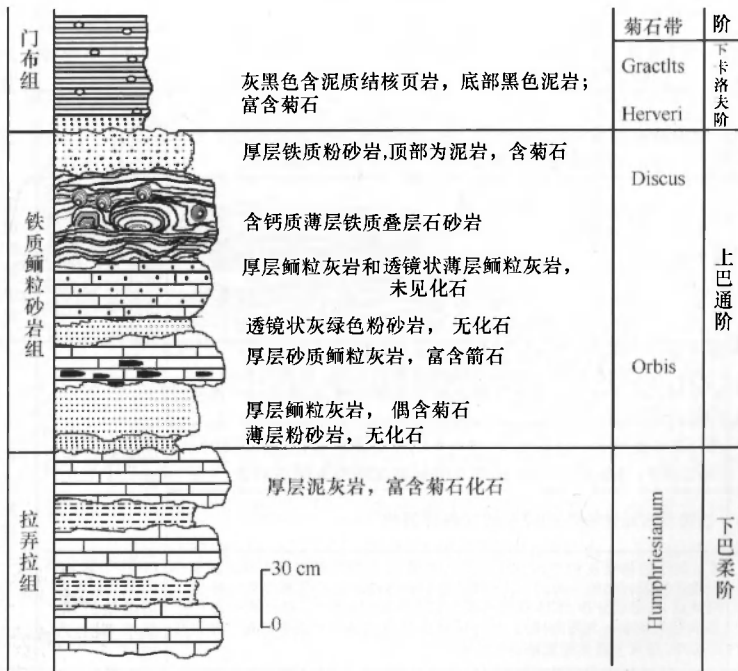 菊石带
阶
门布组
灰黑色含泥质结核页岩，底部黑色泥岩；
富含菊石
Gractlts
Herveri
下卡洛夫阶
铁质鲕粒砂岩组
厚层铁质粉砂岩,顶部为泥岩，含菊石
Discus
含钙质薄层铁质叠层石砂岩
厚层鲕粒灰岩和透镜状薄层鲕粒灰岩，
未见化石
透镜状灰绿色粉砂岩，无化石
厚层砂质鲕粒灰岩，富含箭石
Orbis
厚层鲕粒灰岩，偶含菊石
薄层粉砂岩，无化石
上巴通阶
拉弄拉组
厚层泥灰岩，富含菊石化石
30 cm
0
Humphriesianum
下巴柔阶